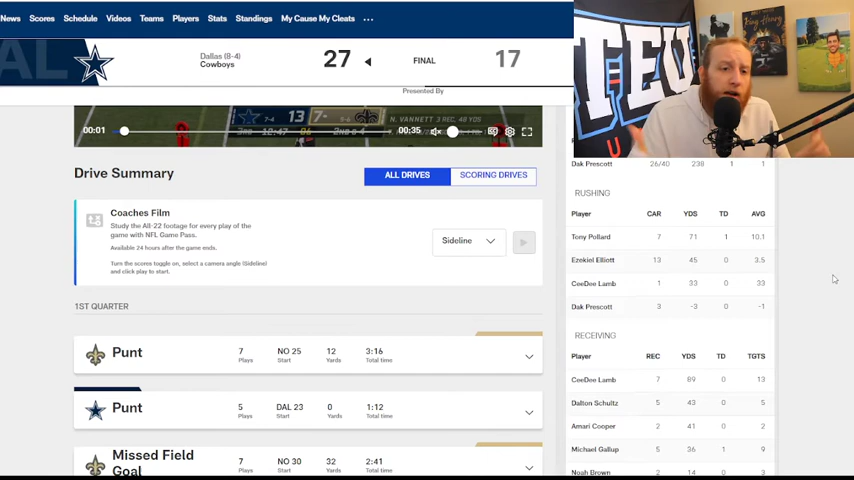 News Scores Schedule Videos Teams Players Stats Standings My Cause My Cleats ...
Dallas (8-4)
Cowboys
27
FINAL
17
Presented By
13
7
N. VANNETT 3 REC, 48 YDS
00:01
00:35
Drive Summary
ALL DRIVES
SCORING DRIVES
Coaches Film
Study the All-22 footage for every play of the
game with NFL Game Pass.
Available 24 hours after the game ends.
Turn the scores toggle on, select a camera angle (Sideline)
and click play to start.
Sideline
1ST QUARTER
Punt
7 NO 25 12 3:16
Plays Start Yards Total time
Punt
5 DAL 23 0 1:12
Plays Start Yards Total time
Missed Field
Goal
7 NO 30 32 2:41
Plays Start Yards Total time
TEU
Dak Prescott 26/40 238 1 1
RUSHING
Player CAR YDS TD AVG
Tony Pollard 7 71 1 10.1
Ezekiel Elliott 13 45 0 3.5
CeeDee Lamb 1 33 0 33
Dak Prescott 3 -3 0 -1
RECEIVING
Player REC YDS TD TGTS
CeeDee Lamb 7 89 0 13
Dalton Schultz 5 43 0 5
Amari Cooper 2 41 0 2
Michael Gallup 5 36 1 9
Noah Brown 2 14 0 3